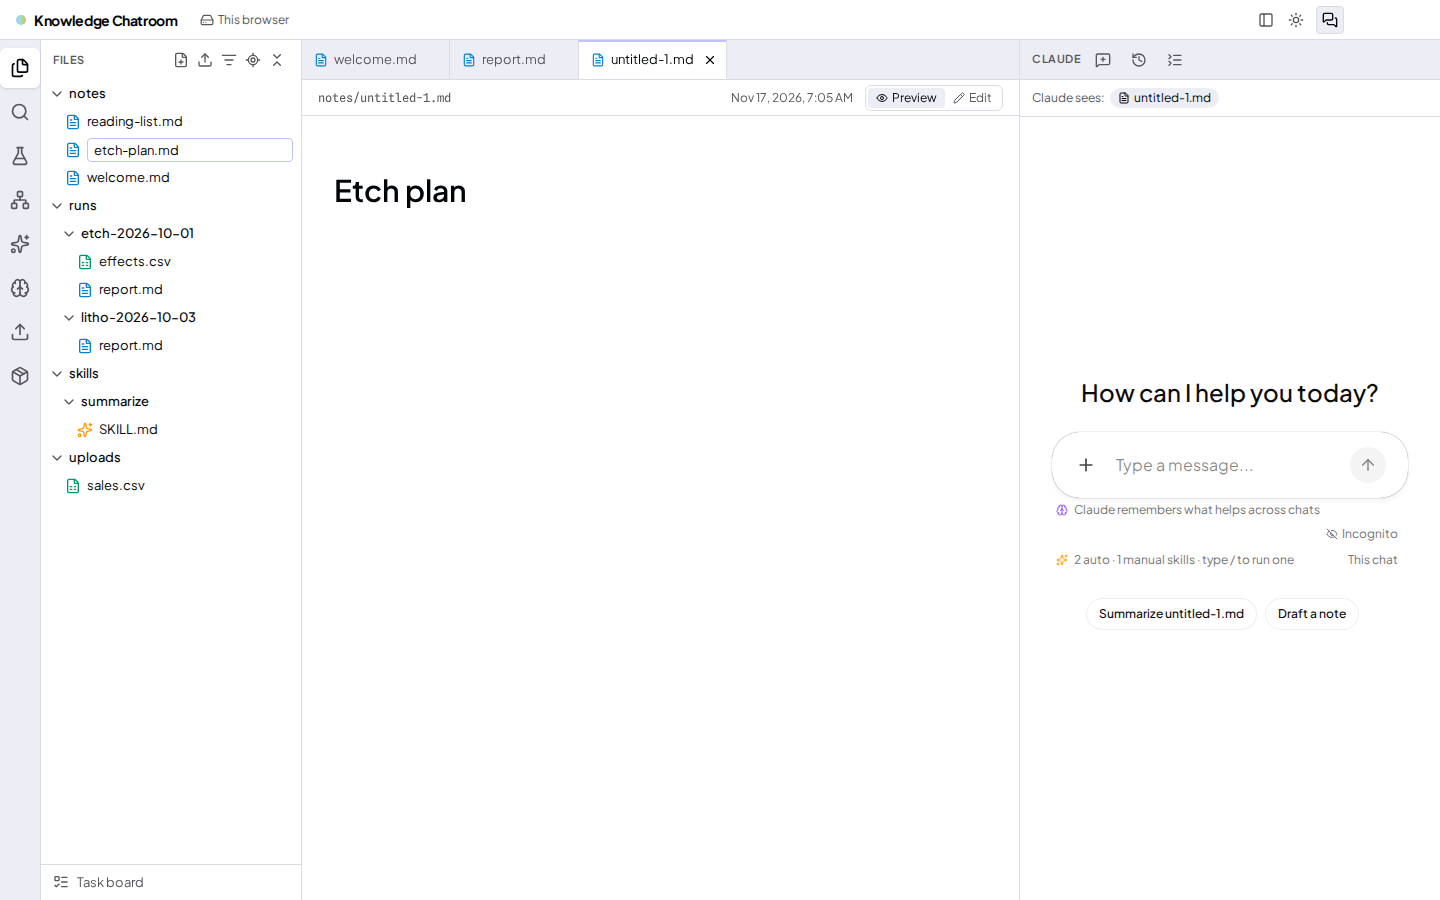 Knowledge Chatroom
This browser
FILES
notes
reading-list.md
etch-plan.md
welcome.md
runs
etch-2026-10-01
effects.csv
report.md
litho-2026-10-03
report.md
skills
summarize
SKILL.md
uploads
sales.csv
Task board
welcome.md
report.md
untitled-1.md
notes/untitled-1.md
Nov 17, 2026, 7:05 AM
Preview
Edit
Etch plan
CLAUDE
Claude sees:
untitled-1.md
How can I help you today?
Type a message...
Claude remembers what helps across chats
Incognito
2 auto · 1 manual skills · type / to run one
This chat
Summarize untitled-1.md
Draft a note